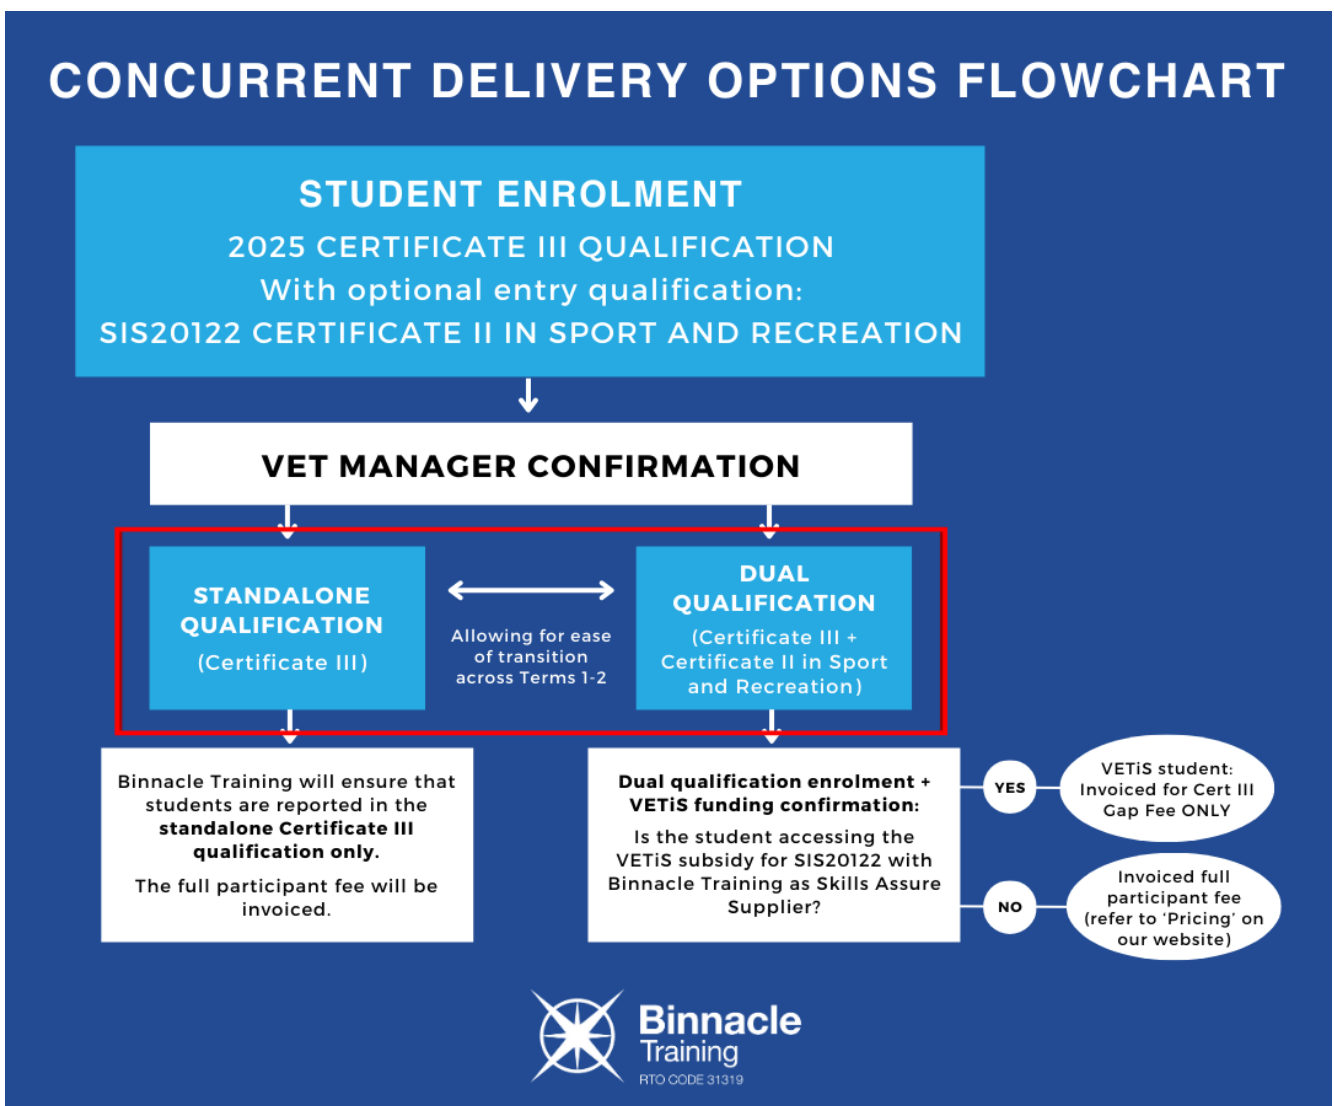 CONCURRENT DELIVERY OPTIONS FLOWCHART
STUDENT ENROLMENT
2025 CERTIFICATE III QUALIFICATION
With optional entry qualification:
SIS20122 CERTIFICATE II IN SPORT AND RECREATION
VET MANAGER CONFIRMATION
STANDALONE
QUALIFICATION
(Certificate III)
Allowing for ease
of transition
across Terms 1-2
DUAL
QUALIFICATION
(Certificate III +
Certificate II in Sport
and Recreation)
Binnacle Training will ensure that
students are reported in the
standalone Certificate III
qualification only.
The full participant fee will be
invoiced.
Dual qualification enrolment +
VETiS funding confirmation:
Is the student accessing the
VETiS subsidy for SIS20122 with
Binnacle Training as Skills Assure
Supplier?
YES
VETiS student:
Invoiced for Cert III
Gap Fee ONLY
NO
Invoiced full
participant fee
(refer to ‘Pricing’ on
our website)
Binnacle
Training
RTO CODE 31319